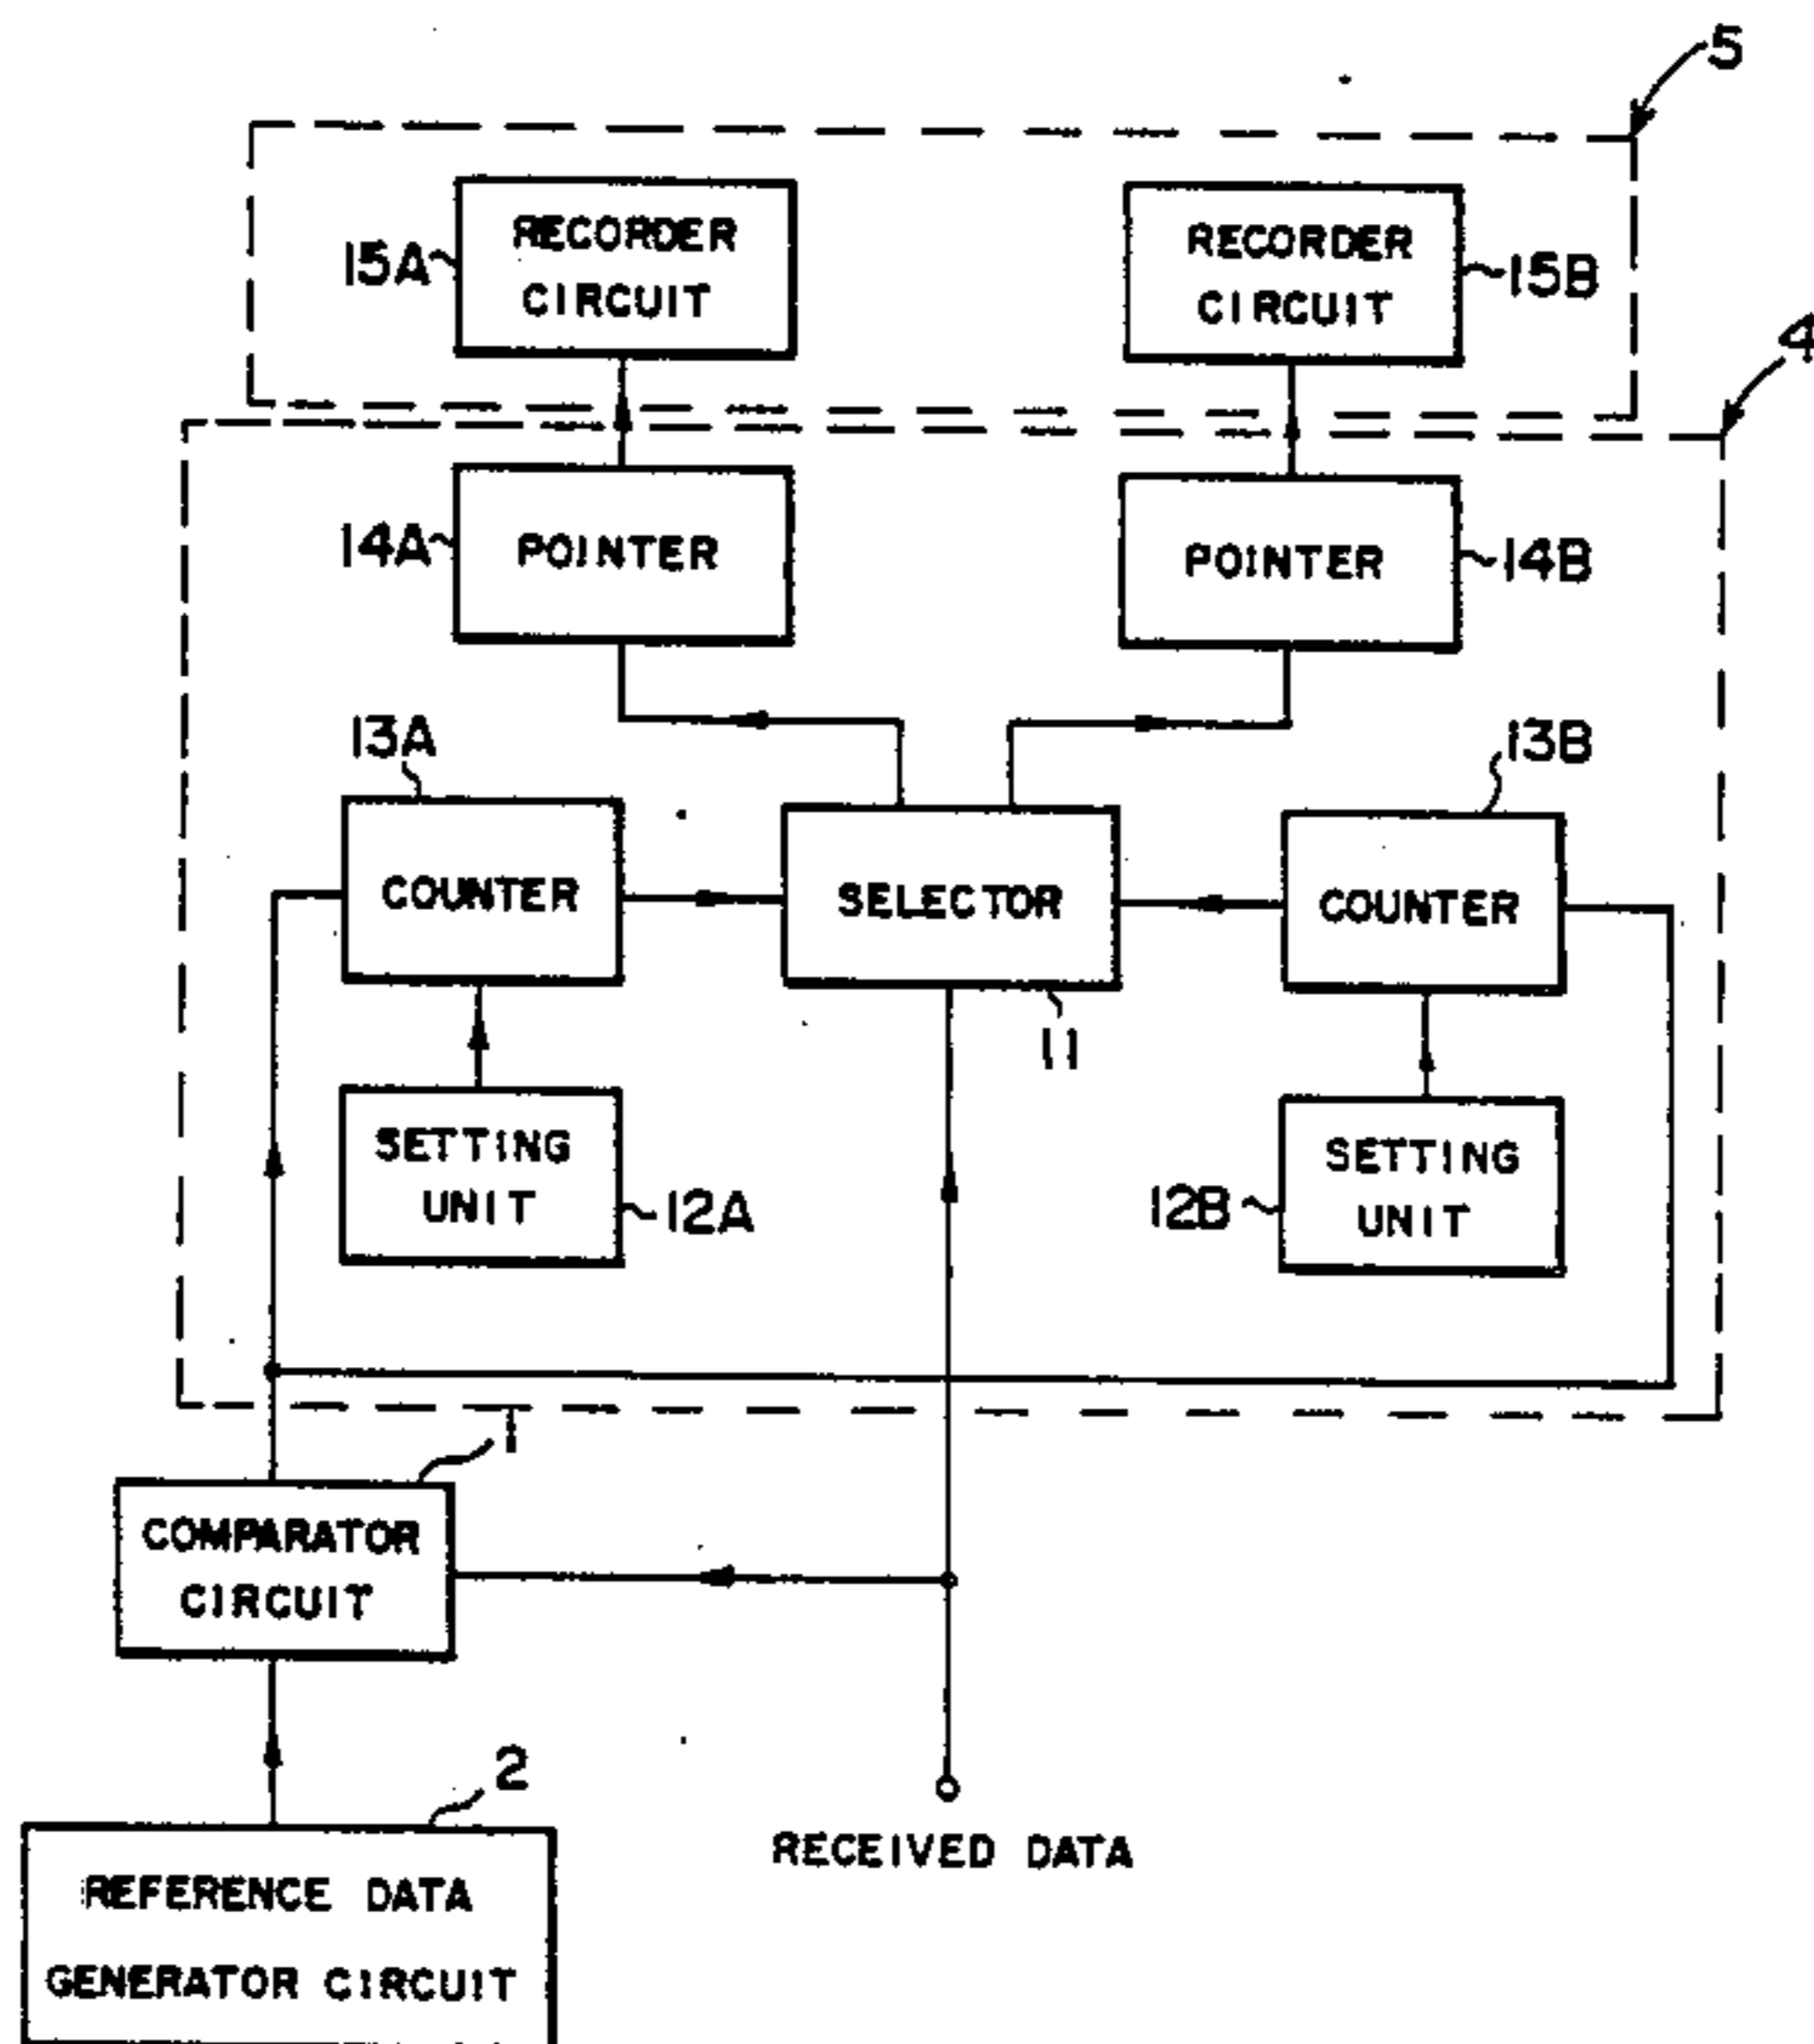 5
RECORDER
CIRCUIT
15A
RECORDER
CIRCUIT
15B
4
14A
POINTER
POINTER
14B
13A
13B
COUNTER
SELECTOR
COUNTER
11
SETTING
UNIT
12A
12B
SETTING
UNIT
1
COMPARATOR
CIRCUIT
2
RECEIVED DATA
REFERENCE DATA
GENERATOR CIRCUIT